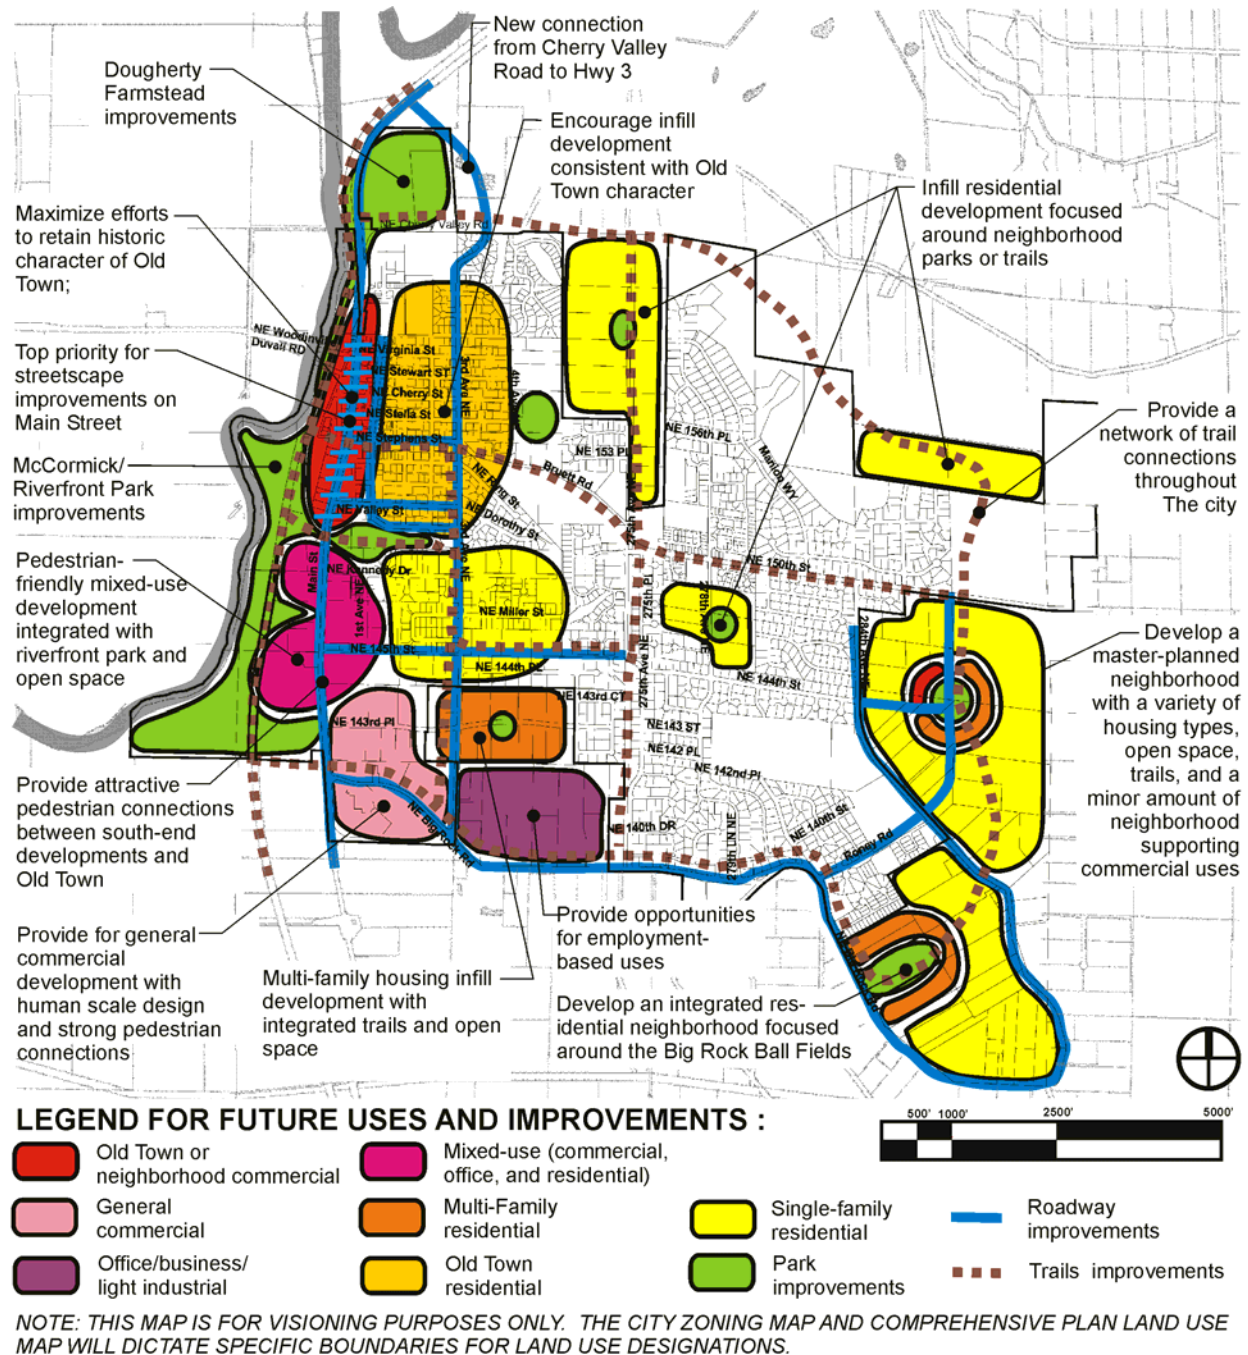 New connection
from Cherry Valley
Road to Hwy 3
Dougherty
Farmstead
improvements
Encourage infill
development
consistent with Old
Town character
Infill residential
development focused
around neighborhood
parks or trails
Maximize efforts
to retain historic
character of Old
Town;
Top priority for
streetscape
improvements on
Main Street
McCormick/
Riverfront Park
improvements
Pedestrian-
friendly mixed-use
development
integrated with
riverfront park and
open space
Provide attractive
pedestrian connections
between south-end
developments and
Old Town
Provide for general
commercial
development with
human scale design
and strong pedestrian
connections
Multi-family housing infill
development with
integrated trails and open
space
Provide opportunities
for employment-
based uses
Develop an integrated res-
idential neighborhood focused
around the Big Rock Ball Fields
Provide a
network of trail
connections
throughout
The city
Develop a
master-planned
neighborhood
with a variety of
housing types,
open space,
trails, and a
minor amount of
neighborhood
supporting
commercial uses
NE Cherry Valley Rd
Duvall RD
NE Virginia St
NE Stewart ST
NE Cherry St
NE Stella St
NE Stephens St
3rd Ave NE
NE Valley St
NE Ring St
NE Dorothy St
Bruett Rd
NE 153 PL
NE 156th PL
Manion WY
NE 150th St
NE Kennedy Dr
Main St
1st Ave NE
NE Miller St
NE 145th St
NE 144th PL
275th PL
275th Ave NE
NE 144th St
NE 143rd Pl
NE 143rd CT
NE143 ST
NE142 PL
NE 142nd Pl
NE Big Rock Rd
NE 140th DR
279th LN NE
NE 140th St
Roney Rd
LEGEND FOR FUTURE USES AND IMPROVEMENTS :
Old Town or
neighborhood commercial
General
commercial
Office/business/
light industrial
Mixed-use (commercial,
office, and residential)
Multi-Family
residential
Old Town
residential
Single-family
residential
Park
improvements
Roadway
improvements
Trails improvements
500' 1000' 2500' 5000'
NOTE: THIS MAP IS FOR VISIONING PURPOSES ONLY. THE CITY ZONING MAP AND COMPREHENSIVE PLAN LAND USE
MAP WILL DICTATE SPECIFIC BOUNDARIES FOR LAND USE DESIGNATIONS.